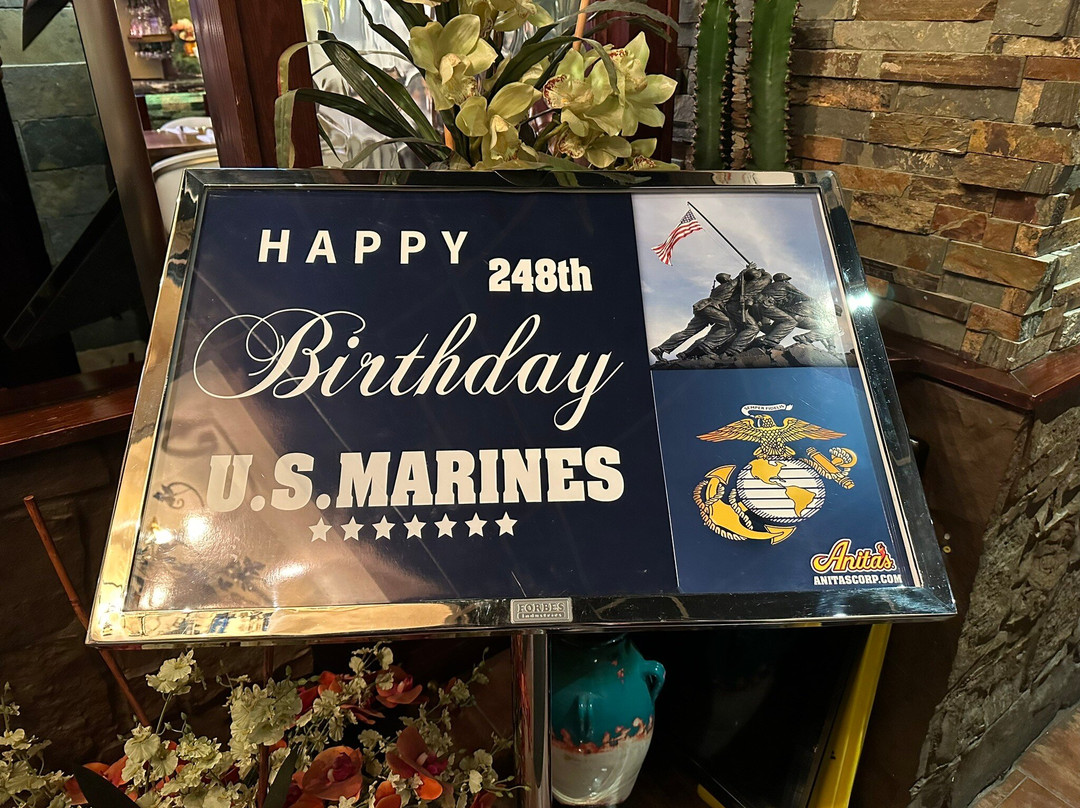 HAPPY
248th
Birthday
U.S.MARINES
SEMPER FIDELIS
Anita's
ANITASCORP.COM
FORBES
Industries